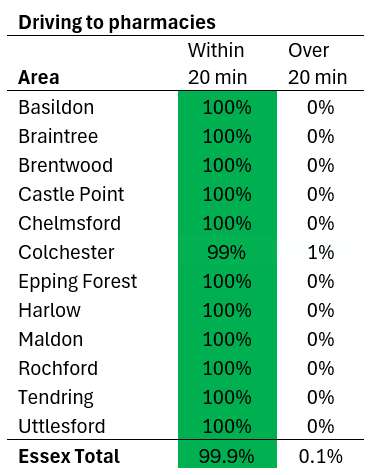 Driving to pharmacies
Within Over
Area 20 min 20 min
Basildon 100% 0%
Braintree 100% 0%
Brentwood 100% 0%
Castle Point 100% 0%
Chelmsford 100% 0%
Colchester 99% 1%
Epping Forest 100% 0%
Harlow 100% 0%
Maldon 100% 0%
Rochford 100% 0%
Tendring 100% 0%
Uttlesford 100% 0%
Essex Total 99.9% 0.1%